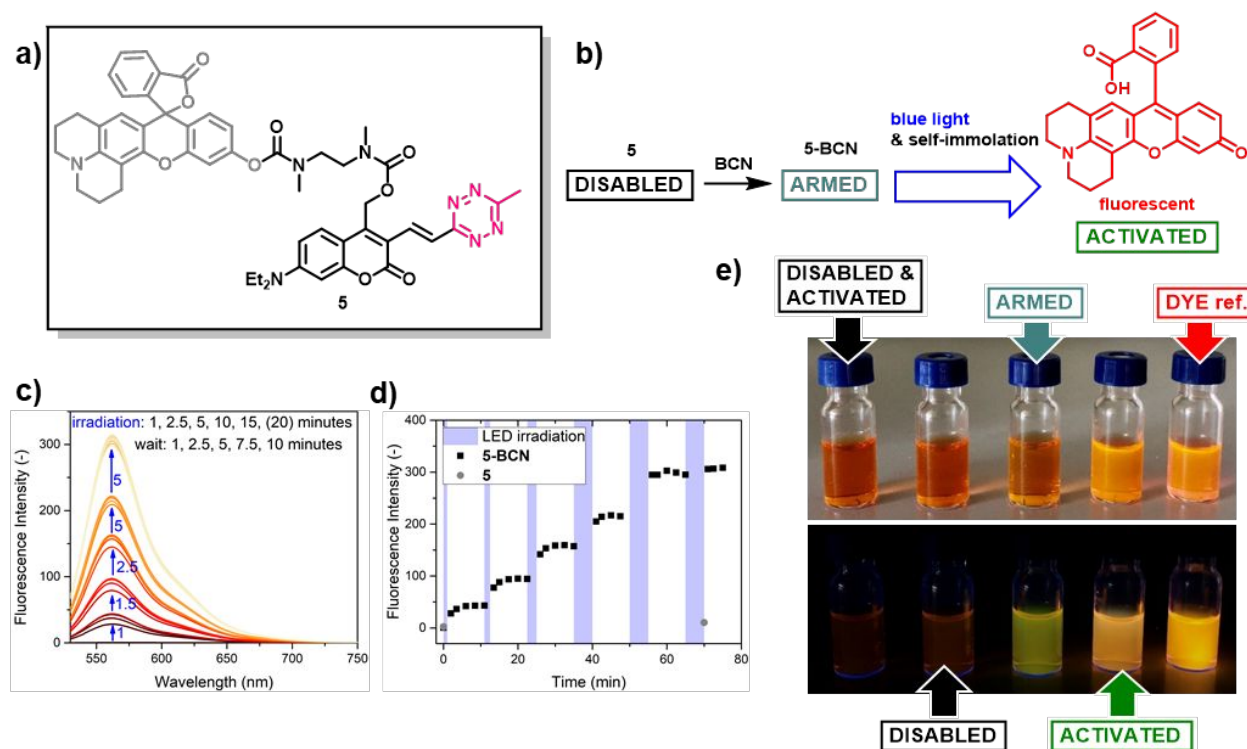 a)
O
O
N
O
O
O
N
N
O
O
N
N
N
N
Et2N
O
O
5
b)
5
DISABLED
BCN
5-BCN
ARMED
blue light
& self-immolation
O
OH
N
O
O
fluorescent
ACTIVATED
c)
irradiation: 1, 2.5, 5, 10, 15, (20) minutes
wait: 1, 2.5, 5, 7.5, 10 minutes
300
200
100
0
5
5
2.5
1.5
1
550 600 650 700 750
Wavelength (nm)
Fluorescence Intensity (-)
d)
LED irradiation
5-BCN
5
400
300
200
100
0
0 20 40 60 80
Time (min)
Fluorescence Intensity (-)
e)
DISABLED &
ACTIVATED
ARMED
DYE ref.
DISABLED
ACTIVATED